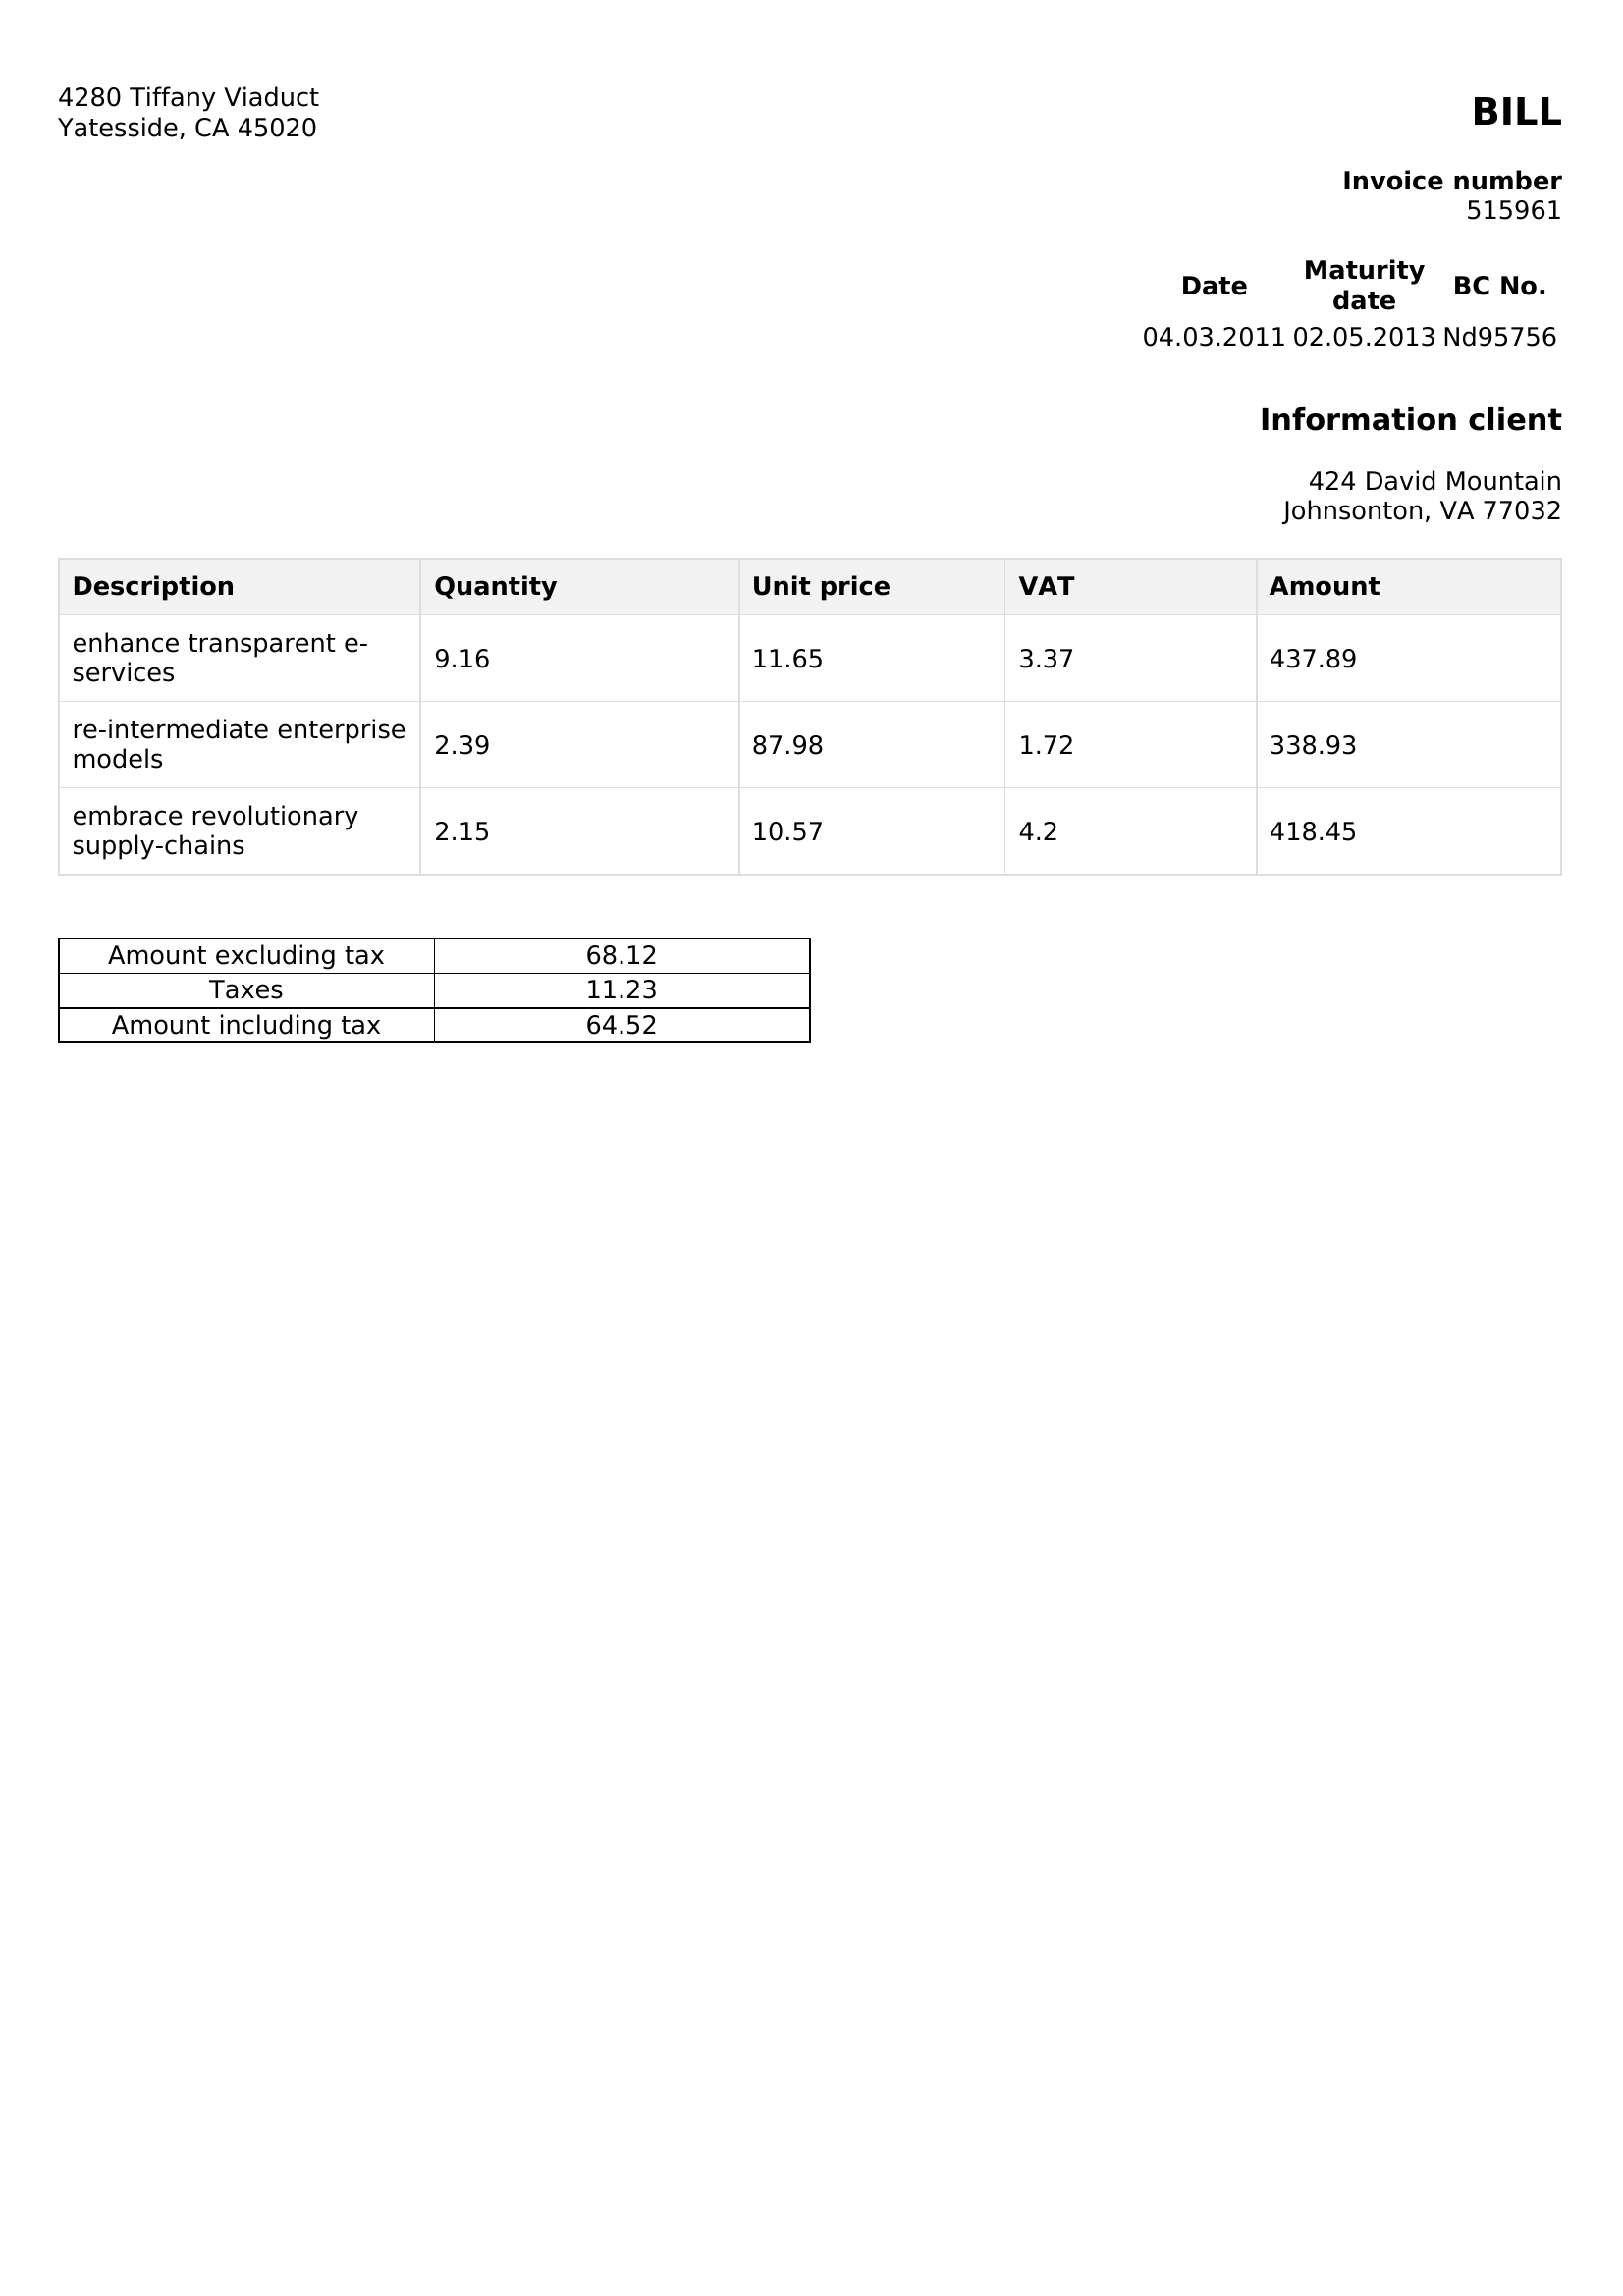 4280 Tiffany Viaduct
Yatesside, CA 45020
BILL
Invoice number
515961
Date Maturity date BC No.
04.03.2011 02.05.2013 Nd95756
Information client
424 David Mountain
Johnsonton, VA 77032
Description Quantity Unit price VAT Amount
enhance transparent e-
services 9.16 11.65 3.37 437.89
re-intermediate enterprise
models 2.39 87.98 1.72 338.93
embrace revolutionary
supply-chains 2.15 10.57 4.2 418.45
Amount excluding tax 68.12
Taxes 11.23
Amount including tax 64.52